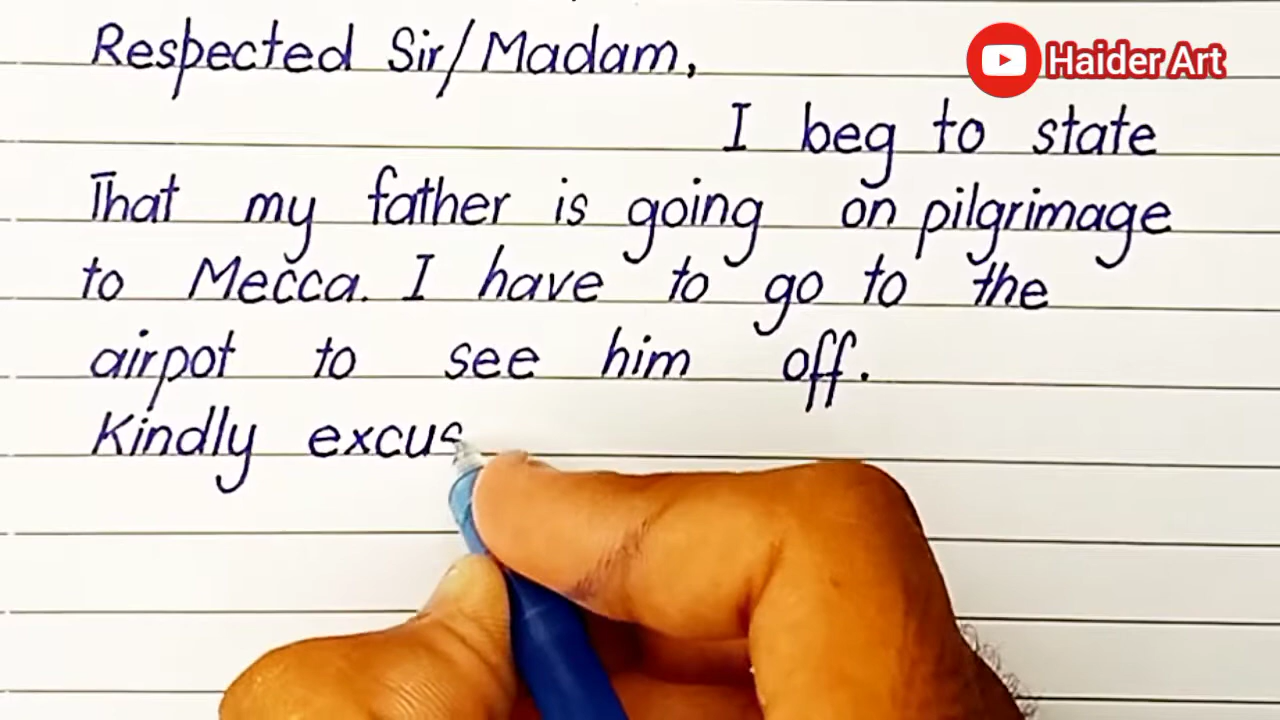 Respected Sir/Madam,
Haider Art
I beg to state
That my father is going on pilgrimage
to Mecca. I have to go to the
airpot to see him off.
Kindly excus